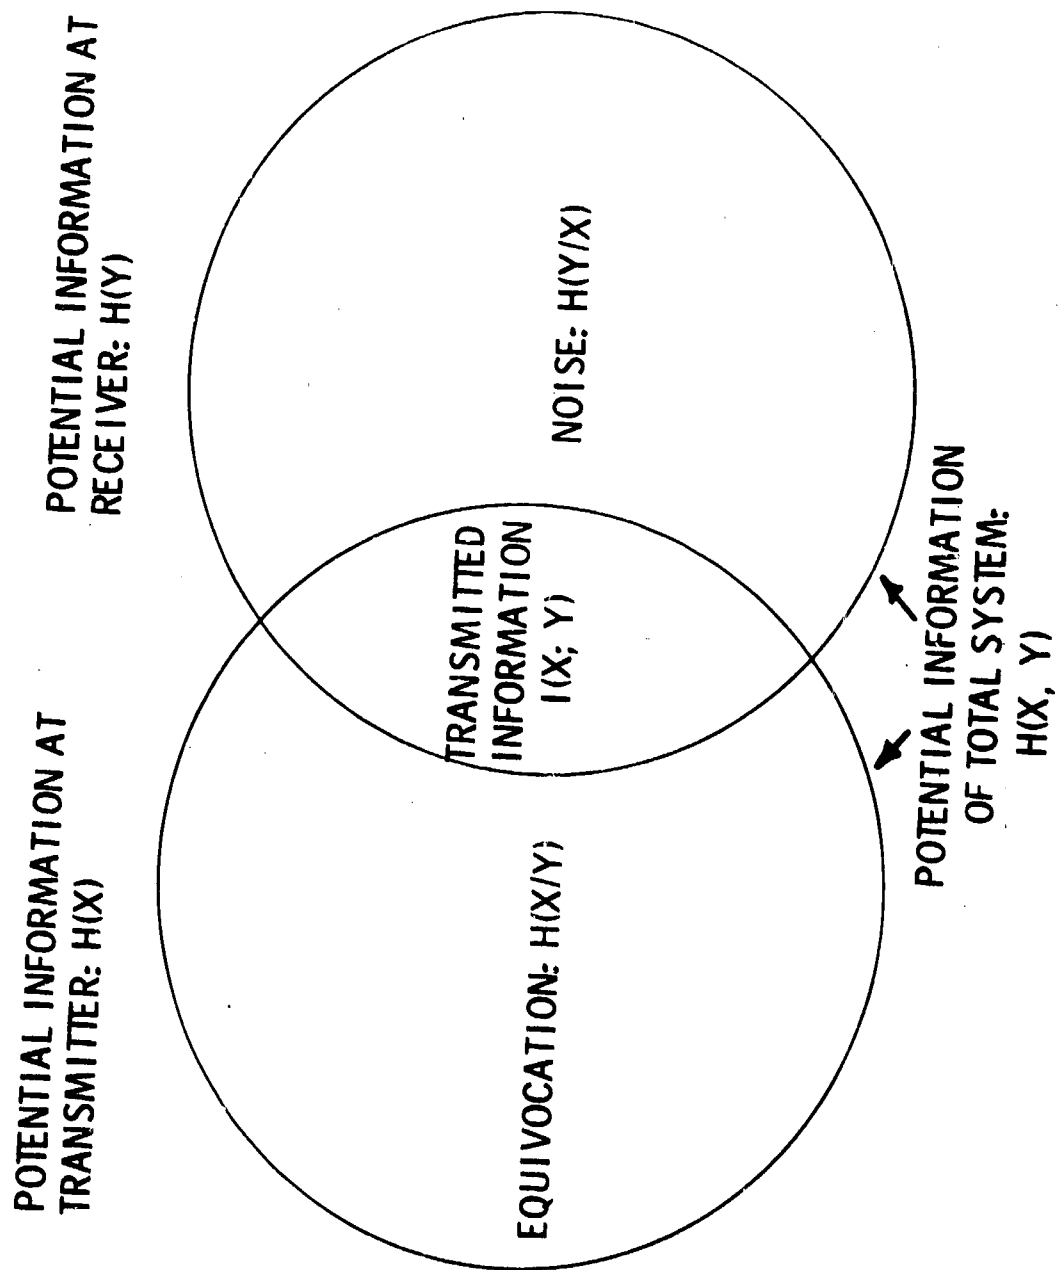 POTENTIAL INFORMATION AT
TRANSMITTER: H(X)
POTENTIAL INFORMATION AT
RECEIVER: H(Y)
EQUIVOCATION: H(X/Y)
TRANSMITTED
INFORMATION
I(X; Y)
NOISE: H(Y/X)
POTENTIAL INFORMATION
OF TOTAL SYSTEM:
H(X, Y)